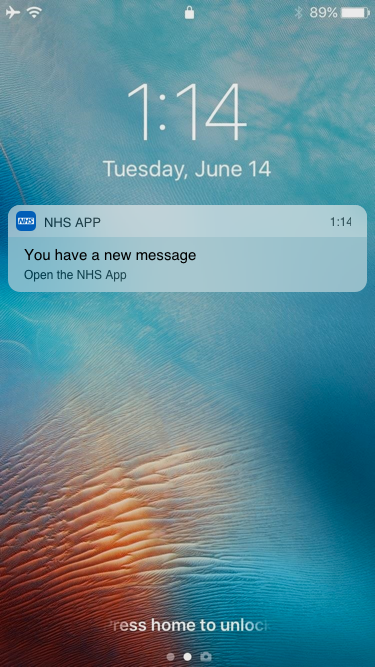 89%
1:14
Tuesday, June 14
NHS NHS APP 1:14
You have a new message
Open the NHS App
Press home to unlock